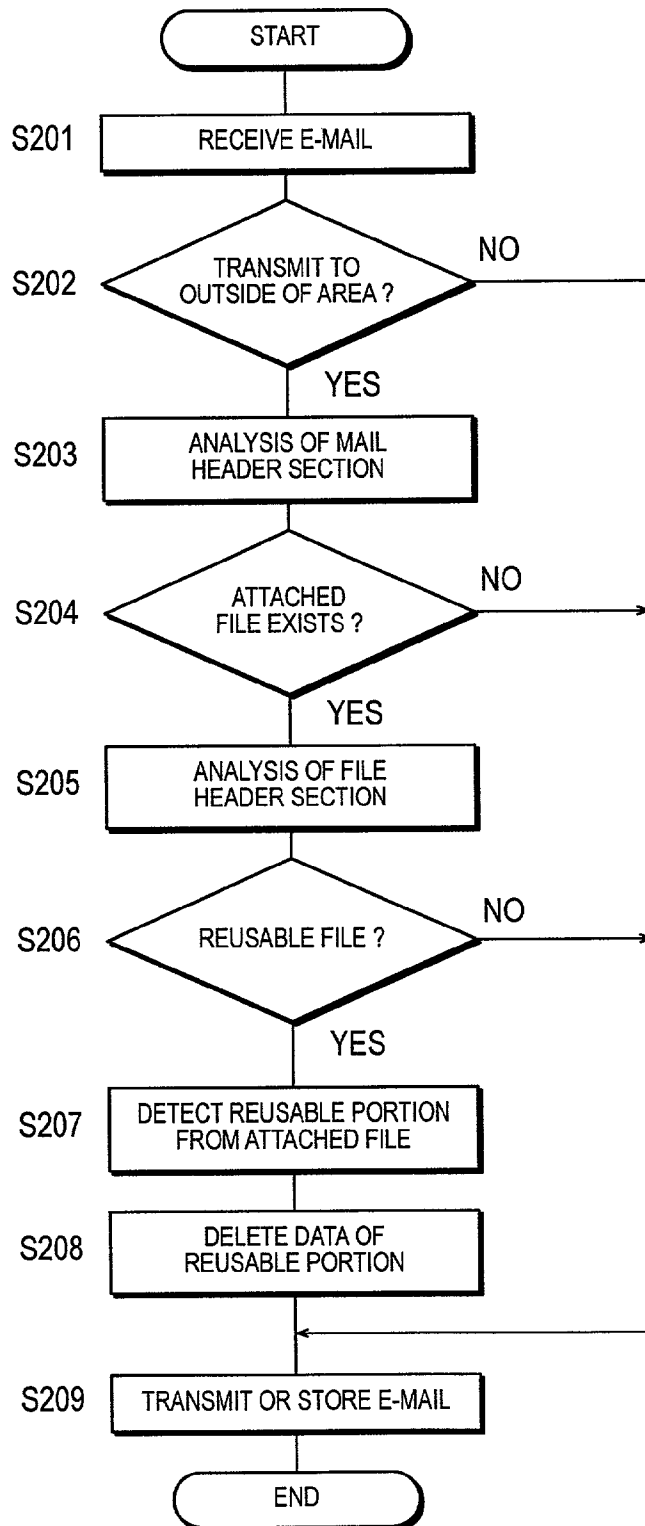 START
S201
RECEIVE E-MAIL
S202
TRANSMIT TO
OUTSIDE OF AREA ?
NO
YES
S203
ANALYSIS OF MAIL
HEADER SECTION
S204
ATTACHED
FILE EXISTS ?
NO
YES
S205
ANALYSIS OF FILE
HEADER SECTION
S206
REUSABLE FILE ?
NO
YES
S207
DETECT REUSABLE PORTION
FROM ATTACHED FILE
S208
DELETE DATA OF
REUSABLE PORTION
S209
TRANSMIT OR STORE E-MAIL
END